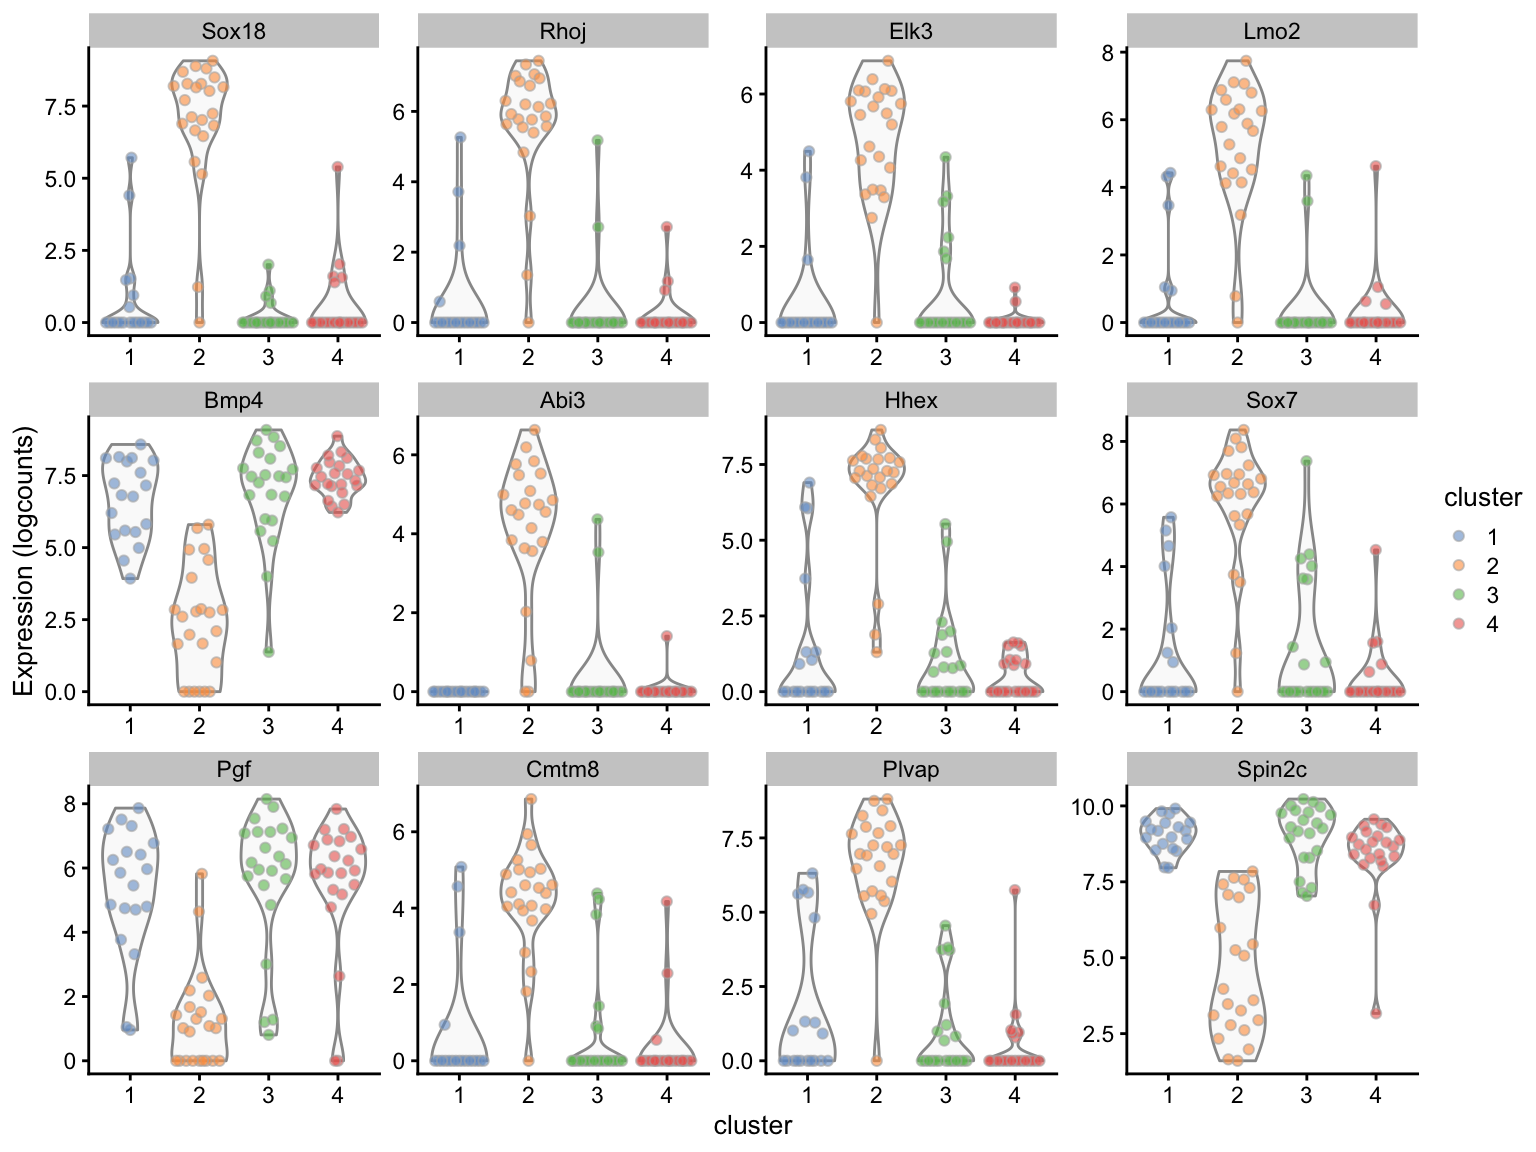 Sox18 Rhoj Elk3 Lmo2
7.5 5.0 2.5 0.0
6 4 2 0
6 4 2 0
8 6 4 2 0
1 2 3 4 1 2 3 4 1 2 3 4 1 2 3 4
Bmp4 Abi3 Hhex Sox7
Expression (logcounts)
7.5 5.0 2.5 0.0
6 4 2 0
7.5 5.0 2.5 0.0
8 6 4 2 0
1 2 3 4 1 2 3 4 1 2 3 4 1 2 3 4
Pgf Cmtm8 Plvap Spin2c
8 6 4 2 0
6 4 2 0
7.5 5.0 2.5 0.0
10.0 7.5 5.0 2.5
1 2 3 4 1 2 3 4 1 2 3 4 1 2 3 4
cluster
cluster
1
2
3
4